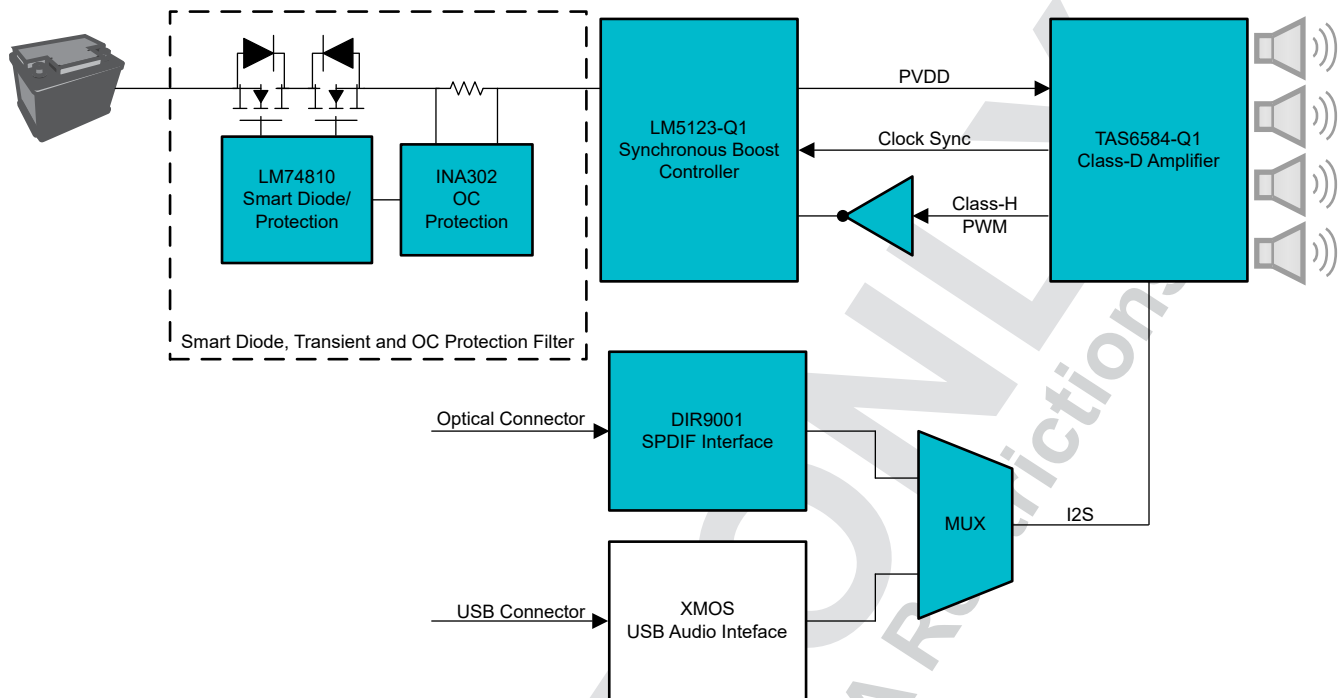 LM74810
Smart Diode/
Protection
INA302
OC
Protection
Smart Diode, Transient and OC Protection Filter
LM5123-Q1
Synchronous Boost
Controller
PVDD
Clock Sync
Class-H
PWM
TAS6584-Q1
Class-D Amplifier
Optical Connector
DIR9001
SPDIF Interface
USB Connector
XMOS
USB Audio Inteface
MUX
I2S
ONLY